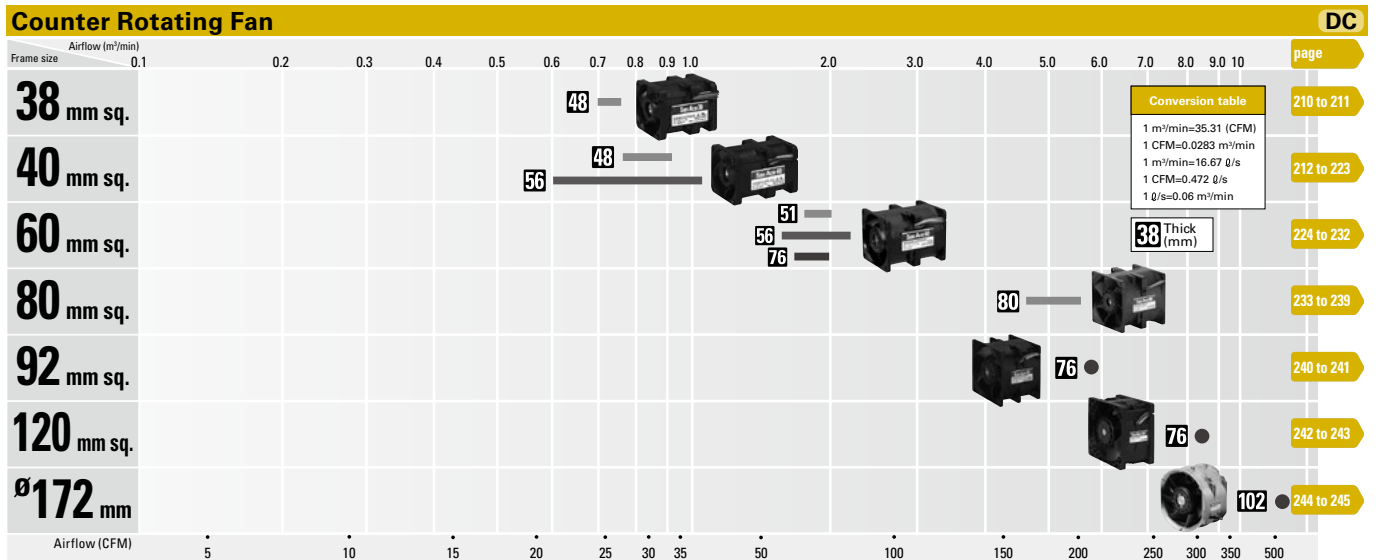 Counter Rotating Fan
DC
Airflow (m³/min)
Frame size
0.1 0.2 0.3 0.4 0.5 0.6 0.7 0.8 0.9 1.0 2.0 3.0 4.0 5.0 6.0 7.0 8.0 9.0 10
page
38 mm sq.
48
210 to 211
40 mm sq.
48
56
212 to 223
60 mm sq.
51
56
76
224 to 232
80 mm sq.
80
233 to 239
92 mm sq.
76
240 to 241
120 mm sq.
76
242 to 243
ø172 mm
102
244 to 245
Conversion table
1 m³/min=35.31 (CFM)
1 CFM=0.0283 m³/min
1 m³/min=16.67 ℓ/s
1 CFM=0.472 ℓ/s
1 ℓ/s=0.06 m³/min
38 Thick
(mm)
Airflow (CFM)
5 10 15 20 25 30 35 50 100 150 200 250 300 350 500